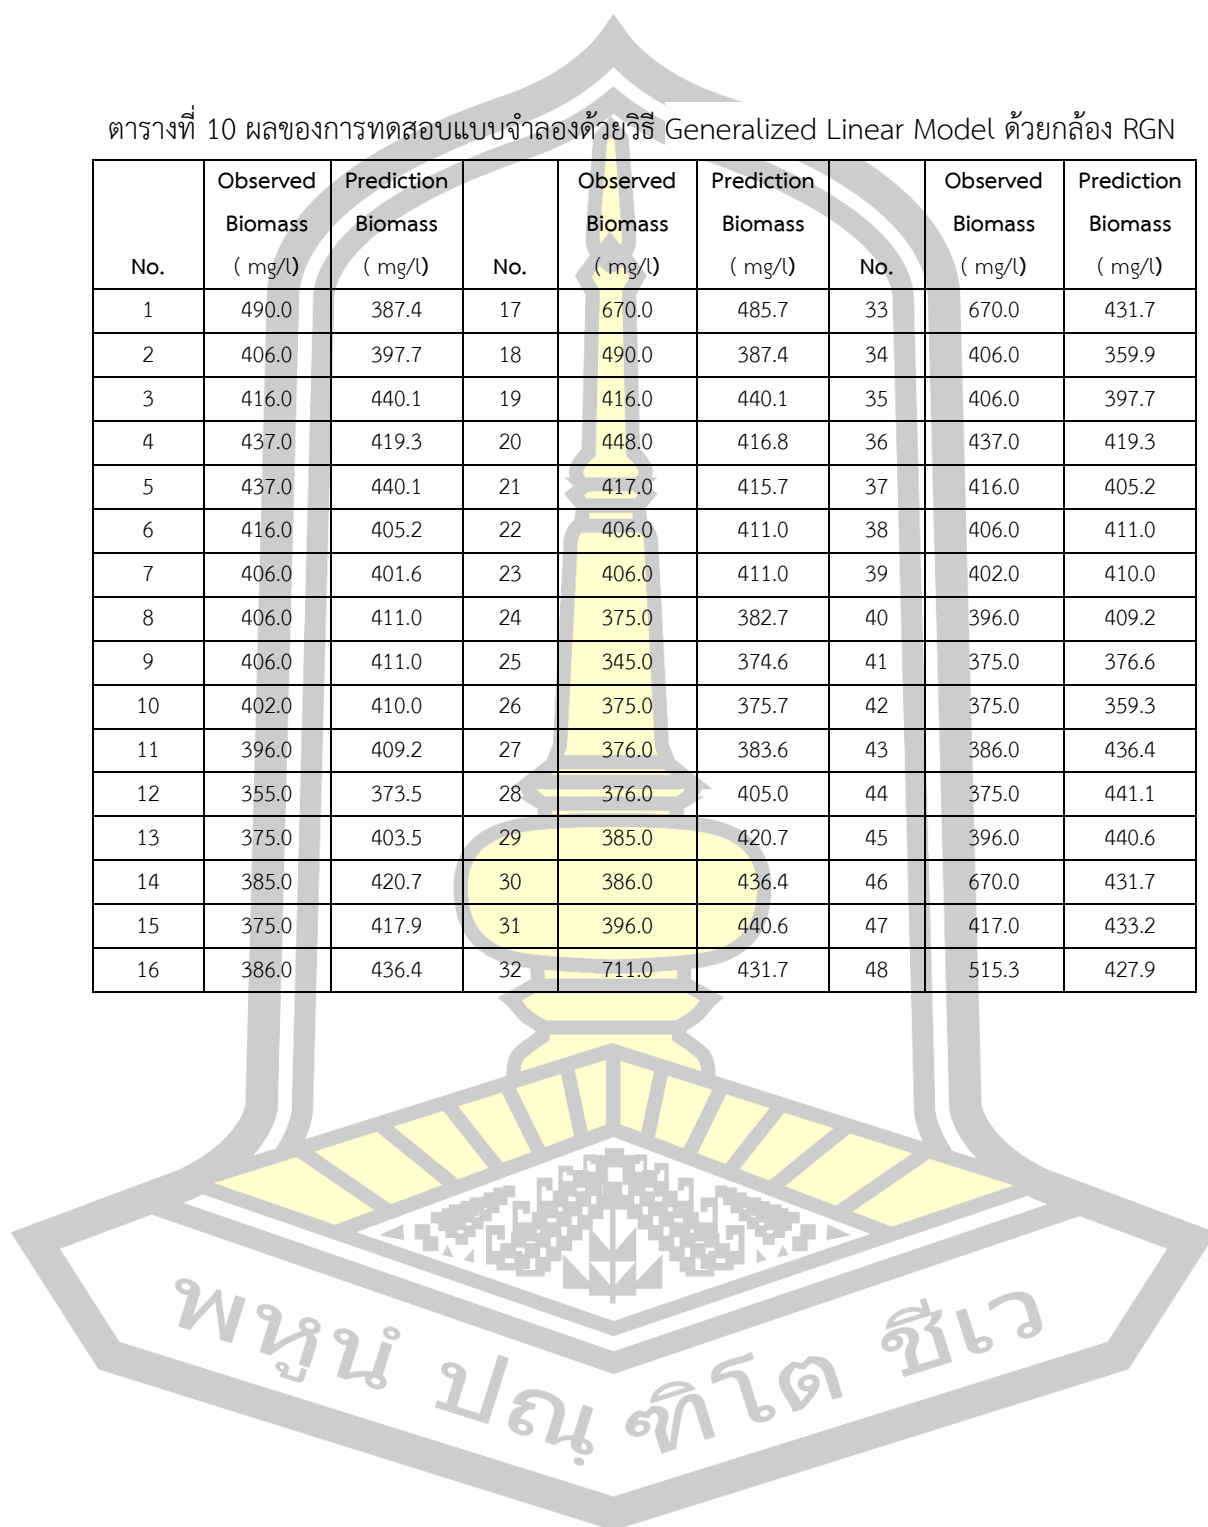 ตารางที่ 10 ผลของการทดสอบแบบจำลองด้วยวิธี Generalized Linear Model ด้วยกล้อง RGN
Observed Prediction Observed Prediction Observed Prediction
Biomass Biomass Biomass Biomass Biomass Biomass
No. ( mg/l) ( mg/l) No. ( mg/l) ( mg/l) No. ( mg/l) ( mg/l)
1 490.0 387.4 17 670.0 485.7 33 670.0 431.7
2 406.0 397.7 18 490.0 387.4 34 406.0 359.9
3 416.0 440.1 19 416.0 440.1 35 406.0 397.7
4 437.0 419.3 20 448.0 416.8 36 437.0 419.3
5 437.0 440.1 21 417.0 415.7 37 416.0 405.2
6 416.0 405.2 22 406.0 411.0 38 406.0 411.0
7 406.0 401.6 23 406.0 411.0 39 402.0 410.0
8 406.0 411.0 24 375.0 382.7 40 396.0 409.2
9 406.0 411.0 25 345.0 374.6 41 375.0 376.6
10 402.0 410.0 26 375.0 375.7 42 375.0 359.3
11 396.0 409.2 27 376.0 383.6 43 386.0 436.4
12 355.0 373.5 28 376.0 405.0 44 375.0 441.1
13 375.0 403.5 29 385.0 420.7 45 396.0 440.6
14 385.0 420.7 30 386.0 436.4 46 670.0 431.7
15 375.0 417.9 31 396.0 440.6 47 417.0 433.2
16 386.0 436.4 32 711.0 431.7 48 515.3 427.9
พหูนํ ปณฺฑิโต ชีเว